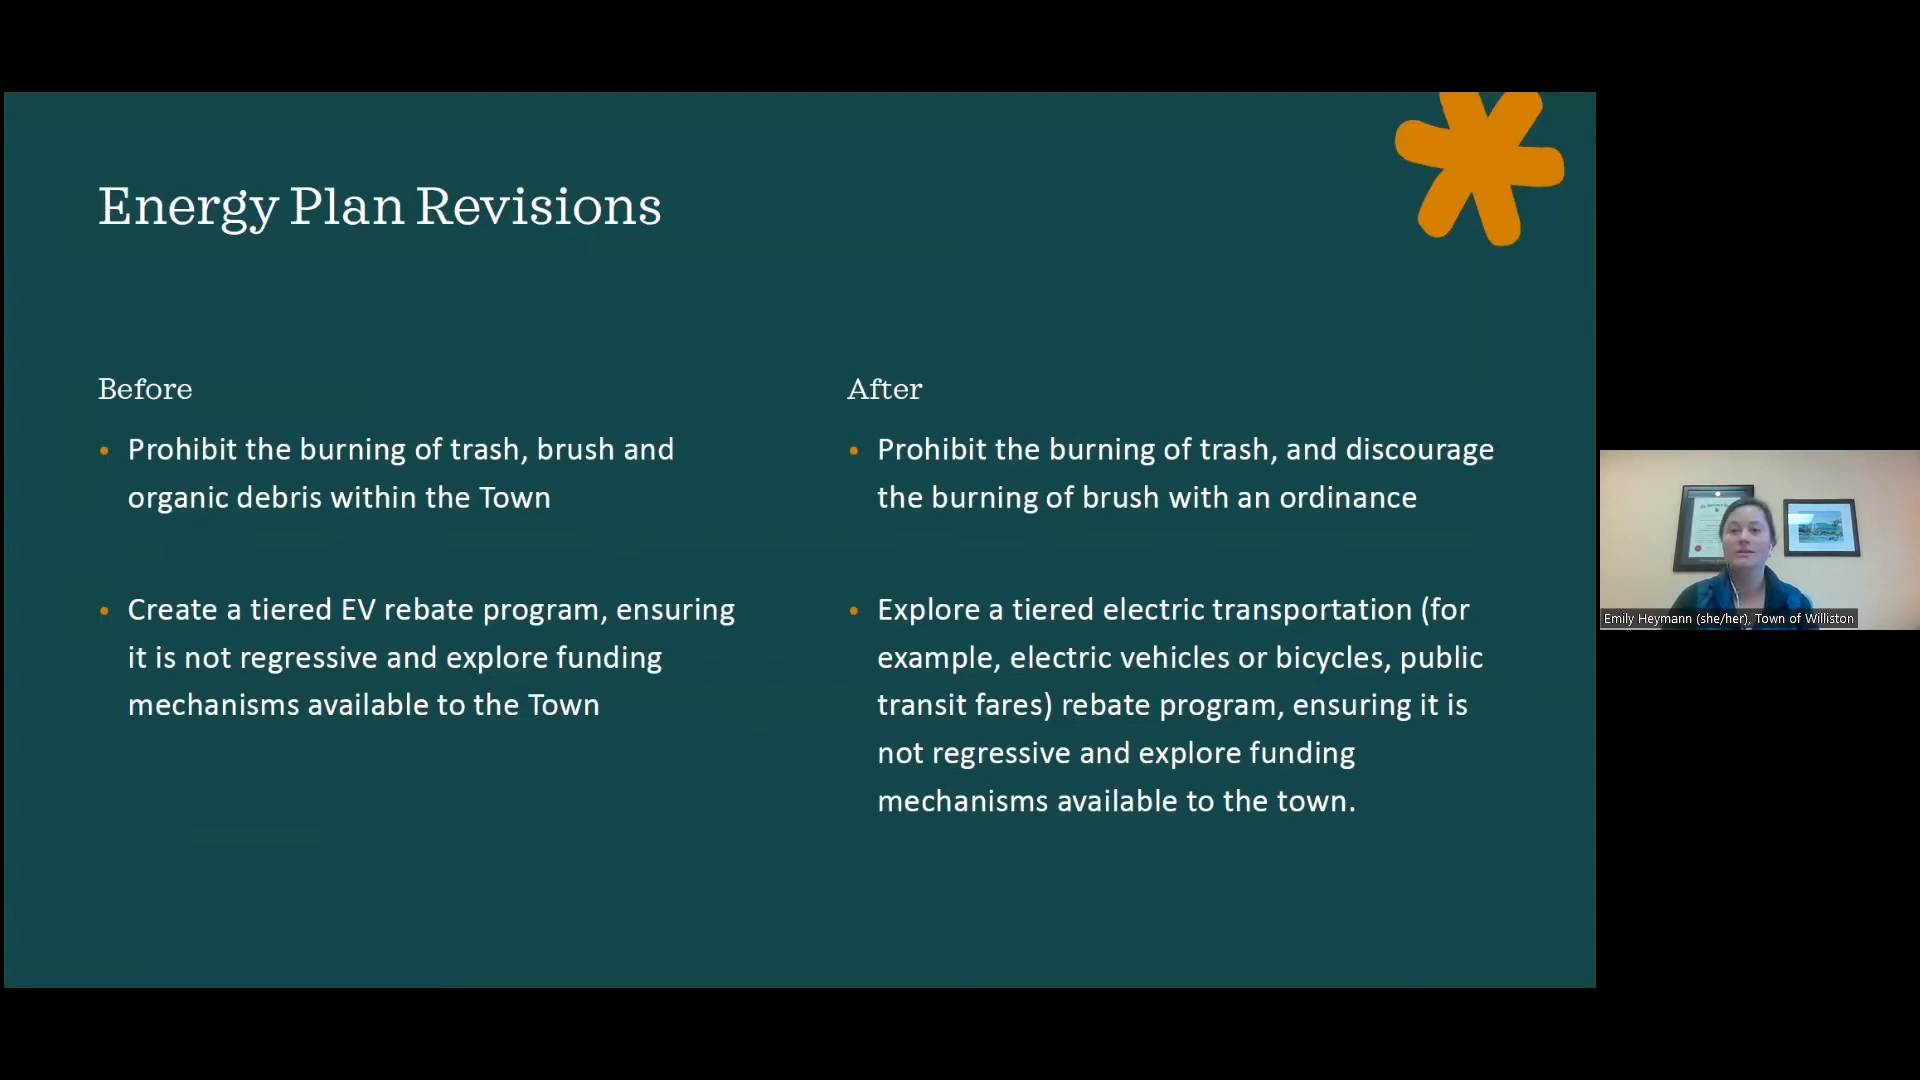 Energy Plan Revisions
Before
• Prohibit the burning of trash, brush and
organic debris within the Town
• Create a tiered EV rebate program, ensuring
it is not regressive and explore funding
mechanisms available to the Town
After
• Prohibit the burning of trash, and discourage
the burning of brush with an ordinance
• Explore a tiered electric transportation (for
example, electric vehicles or bicycles, public
transit fares) rebate program, ensuring it is
not regressive and explore funding
mechanisms available to the town.
Emily Heymann (she/her), Town of Williston